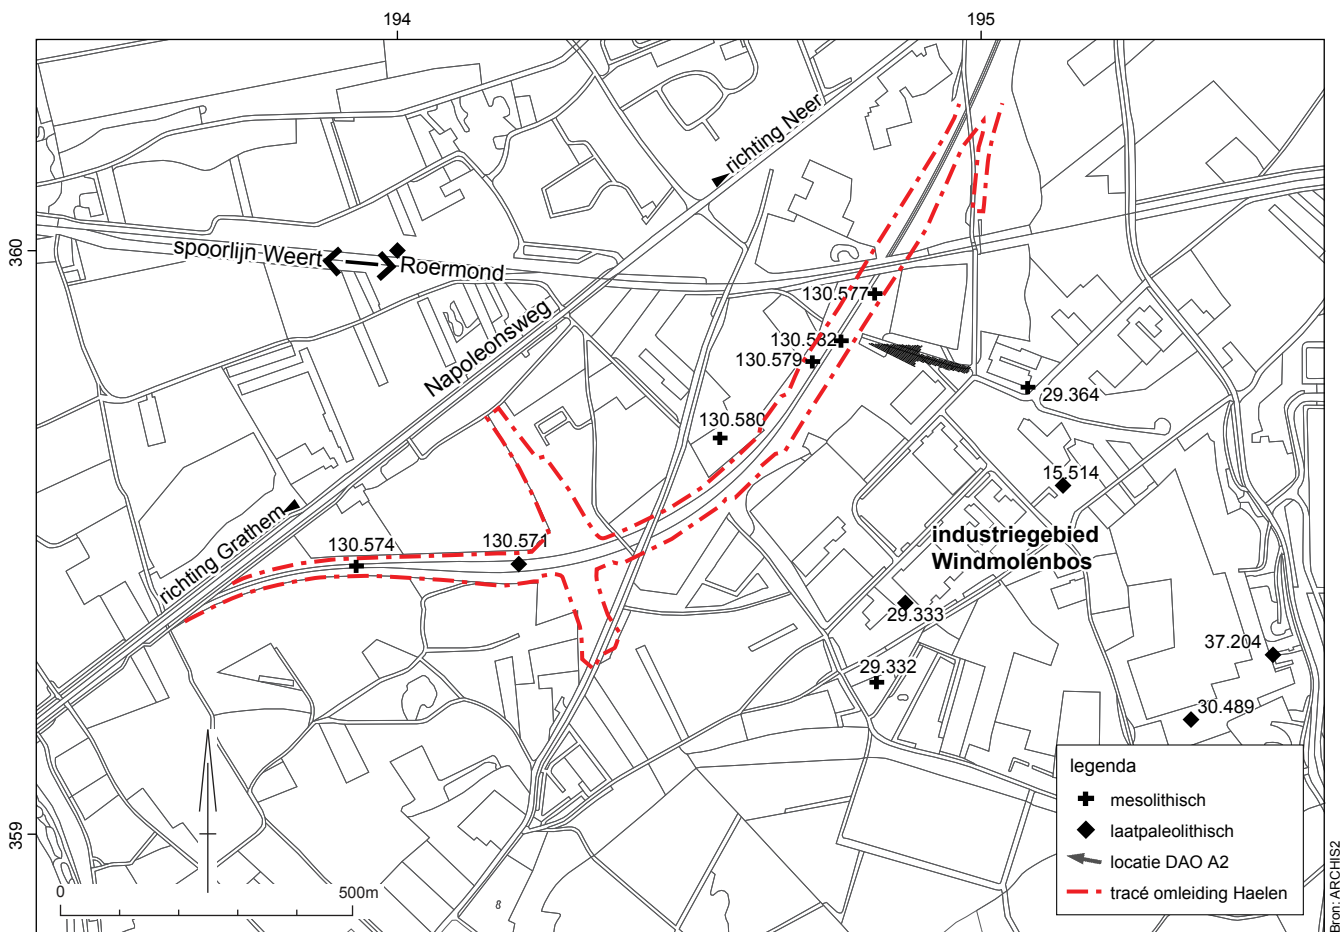 194
195
360
359
richting Neer
spoorlijn Weert
Roermond
Napoleonsweg
130.577
130.532
130.579
29.364
130.580
15.514
130.574
130.571
industriegebied
Windmolenbos
richting Grathem
29.333
37.204
29.332
30.489
legenda
mesolithisch
laatpaleolithisch
locatie DAO A2
tracé omleiding Haelen
0
500m
Bron: ARCHIS2